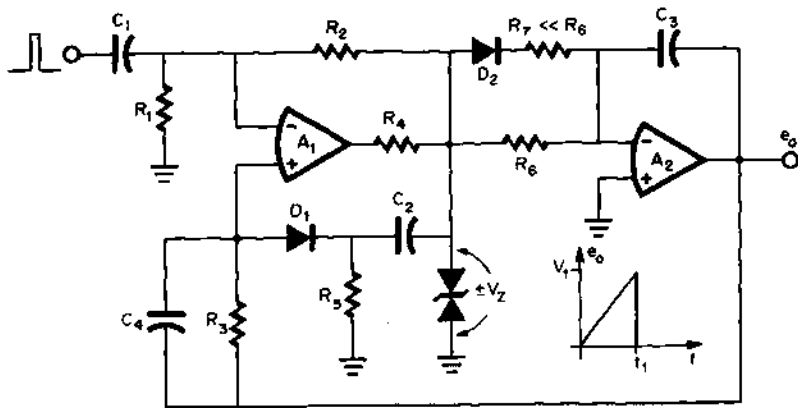 C1
R2
R7 << R6
C3
D2
R1
-
A1
+
R4
R6
-
A2
+
eo
D1
C2
eo
V1
±VZ
C4
R3
R5
t1
t